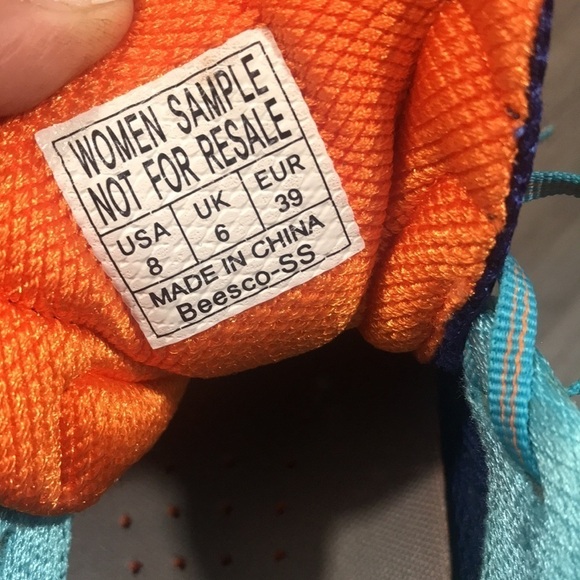 WOMEN SAMPLE
NOT FOR RESALE
USA UK EUR
8 6 39
MADE IN CHINA
Beesco-SS